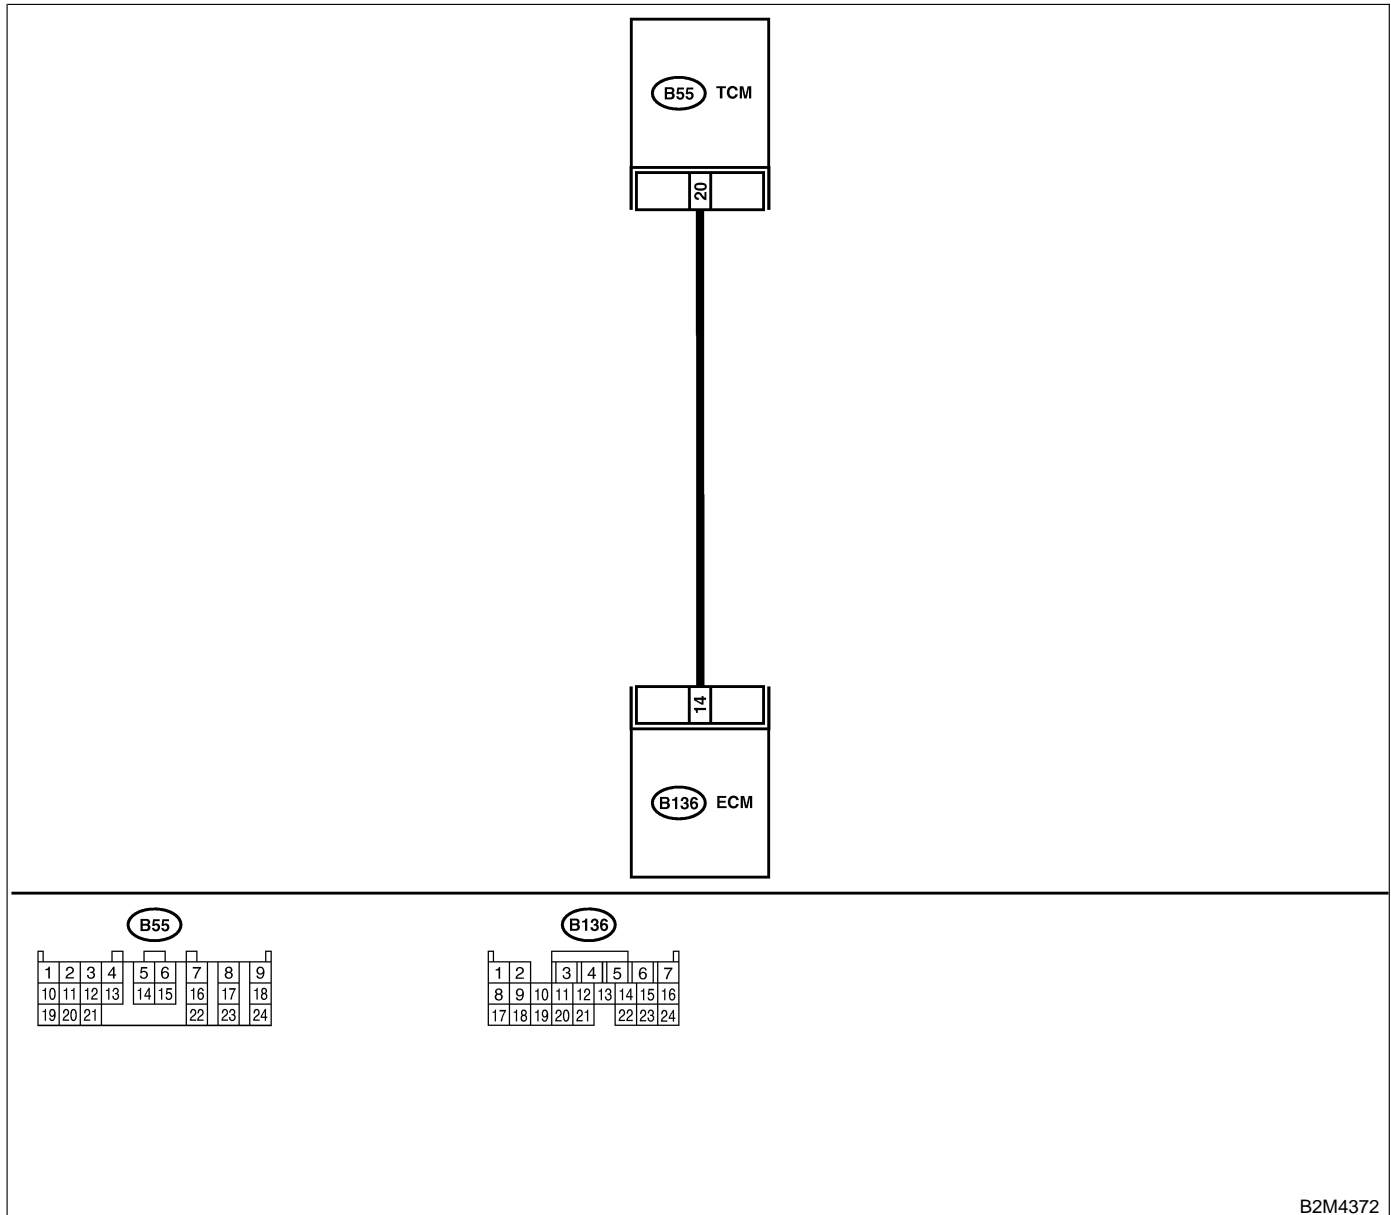 B55 TCM
20
14
B136 ECM
B55
1 2 3 4 5 6 7 8 9
10 11 12 13 14 15 16 17 18
19 20 21 22 23 24
B136
1 2 3 4 5 6 7
8 9 10 11 12 13 14 15 16
17 18 19 20 21 22 23 24
B2M4372